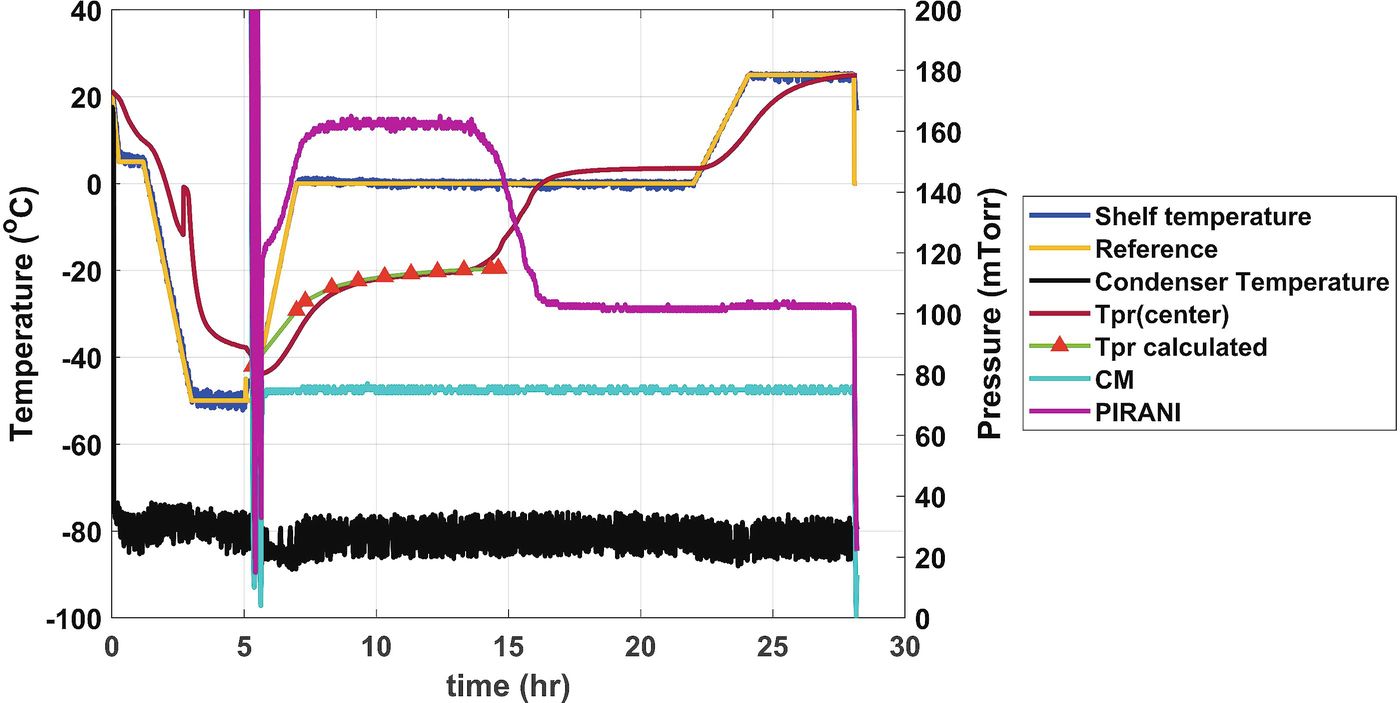 40
20
0
-20
-40
-60
-80
-100
Temperature (°C)
0
5
10
15
20
25
30
time (hr)
200
180
160
140
120
100
80
60
40
20
0
Pressure (mTorr)
Shelf temperature
Reference
Condenser Temperature
Tpr(center)
Tpr calculated
CM
PIRANI